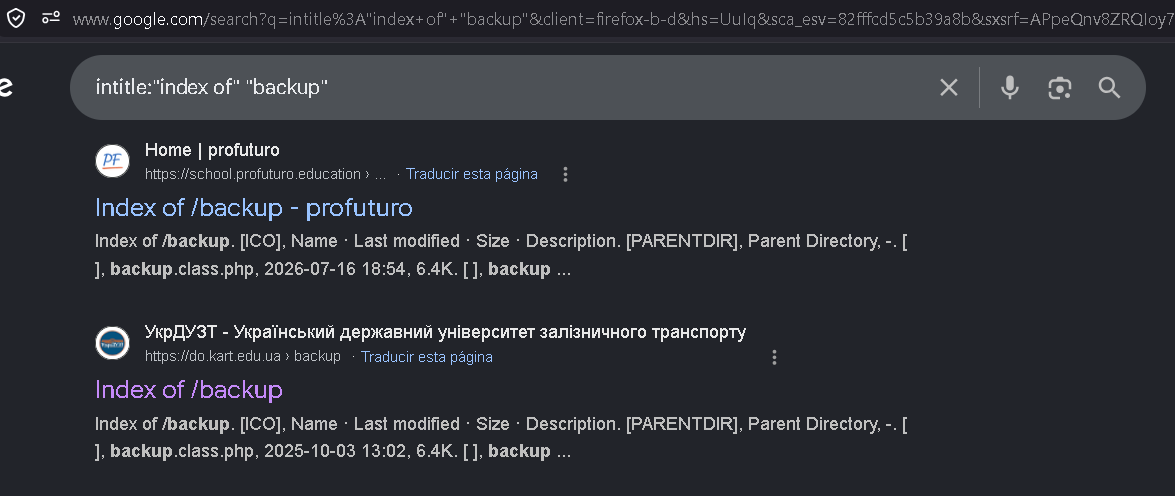 www.google.com/search?q=intitle%3A"index+of"+"backup"&client=firefox-b-d&hs=UuIq&sca_esv=82fffcd5c5b39a8b&sxsrf=APpeQnv8ZRQIoy7
e
intitle:"index of" "backup"
PF
Home | profuturo
https://school.profuturo.education › ... · Traducir esta página
Index of /backup - profuturo
Index of /backup. [ICO], Name · Last modified · Size · Description. [PARENTDIR], Parent Directory, -. [
], backup.class.php, 2026-07-16 18:54, 6.4K. [ ], backup ...
УкрДУЗТ - Український державний університет залізничного транспорту
https://do.kart.edu.ua › backup · Traducir esta página
Index of /backup
Index of /backup. [ICO], Name · Last modified · Size · Description. [PARENTDIR], Parent Directory, -. [
], backup.class.php, 2025-10-03 13:02, 6.4K. [ ], backup ...